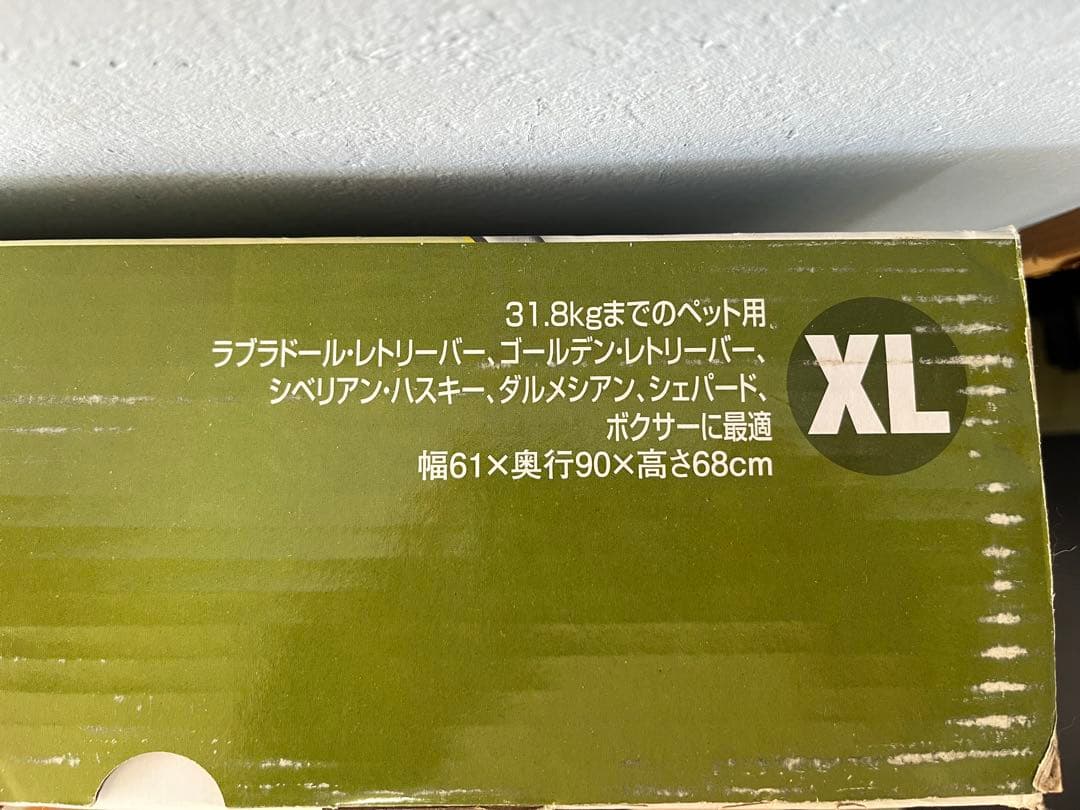 31.8kgまでのペット用
ラブラドール・レトリーバー、ゴールデン・レトリーバー、
シベリアン・ハスキー、ダルメシアン、シェパード、
ボクサーに最適
幅61×奥行90×高さ68cm
XL